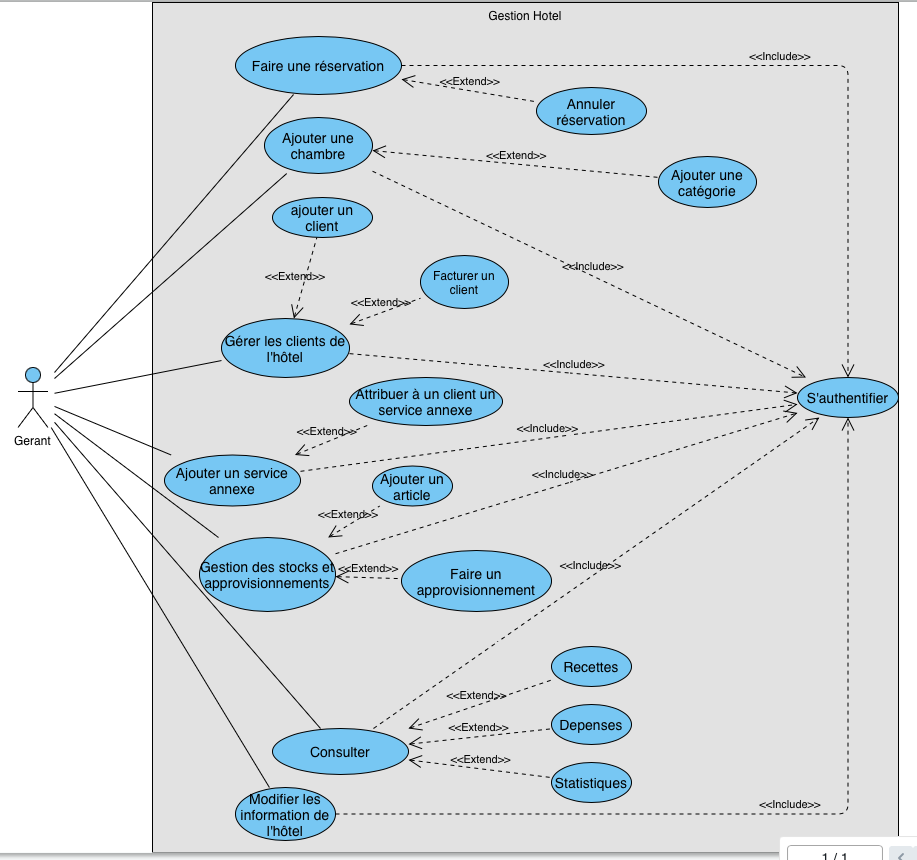 Gestion Hotel
Faire une réservation
<<Include>>
<<Extend>>
Annuler
réservation
Ajouter une
chambre
<<Extend>>
Ajouter une
catégorie
ajouter un
client
<<Include>>
<<Extend>>
Facturer un
client
<<Extend>>
Gérer les clients de
l'hôtel
<<Include>>
S'authentifier
Attribuer à un client un
service annexe
<<Extend>>
<<Include>>
Gerant
Ajouter un service
annexe
<<Include>>
Ajouter un
article
<<Extend>>
Gestion des stocks et
approvisionnements
<<Extend>>
Faire un
approvisionnement
<<Include>>
Recettes
<<Extend>>
Depenses
<<Extend>>
Consulter
<<Extend>>
Statistiques
Modifier les
information de
l'hôtel
<<Include>>
1 / 1